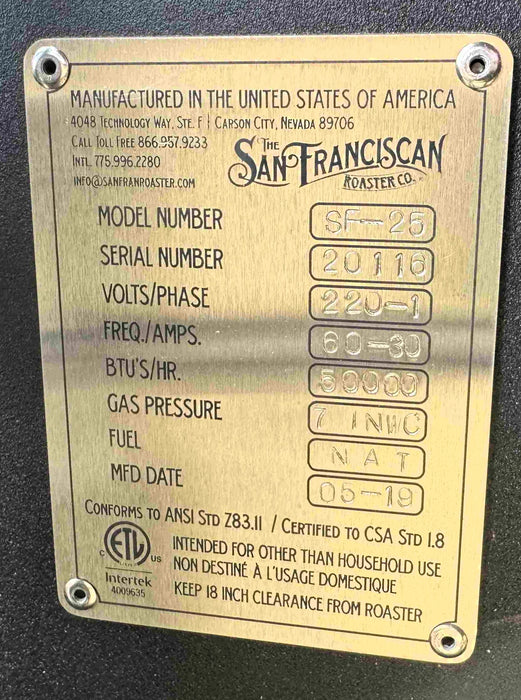 MANUFACTURED IN THE UNITED STATES OF AMERICA
4048 TECHNOLOGY WAY, STE. F | CARSON CITY, NEVADA 89706
CALL TOLL FREE 866.957.9233
INTL 775.996.2280
INFO@SANFRANROASTER.COM
THE
SAN FRANCISCAN
ROASTER CO.
MODEL NUMBER SF-25
SERIAL NUMBER 20116
VOLTS/PHASE 220-1
FREQ./AMPS. 60-30
BTU'S/HR. 50000
GAS PRESSURE 7 INWC
FUEL NAT
MFD DATE 05-19
CONFORMS TO ANSI STD Z83.11 / CERTIFIED TO CSA STD 1.8
C ETL US
INTENDED FOR OTHER THAN HOUSEHOLD USE
NON DESTINÉ À L'USAGE DOMESTIQUE
Intertek
4009635
KEEP 18 INCH CLEARANCE FROM ROASTER